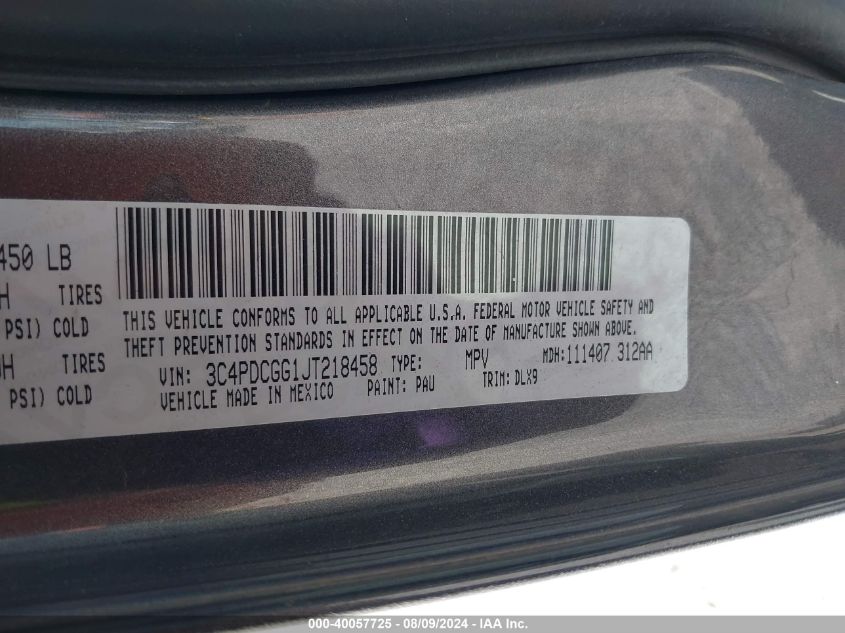 450 LB
H TIRES
PSI) COLD
H TIRES
PSI) COLD
THIS VEHICLE CONFORMS TO ALL APPLICABLE U.S.A. FEDERAL MOTOR VEHICLE SAFETY AND
THEFT PREVENTION STANDARDS IN EFFECT ON THE DATE OF MANUFACTURE SHOWN ABOVE.
VIN: 3C4PDCGG1JT218458 TYPE: MPV MDH:111407 312AA
VEHICLE MADE IN MEXICO PAINT: PAU TRIM: DLX9
000-40057725 - 08/09/2024 - IAA Inc.